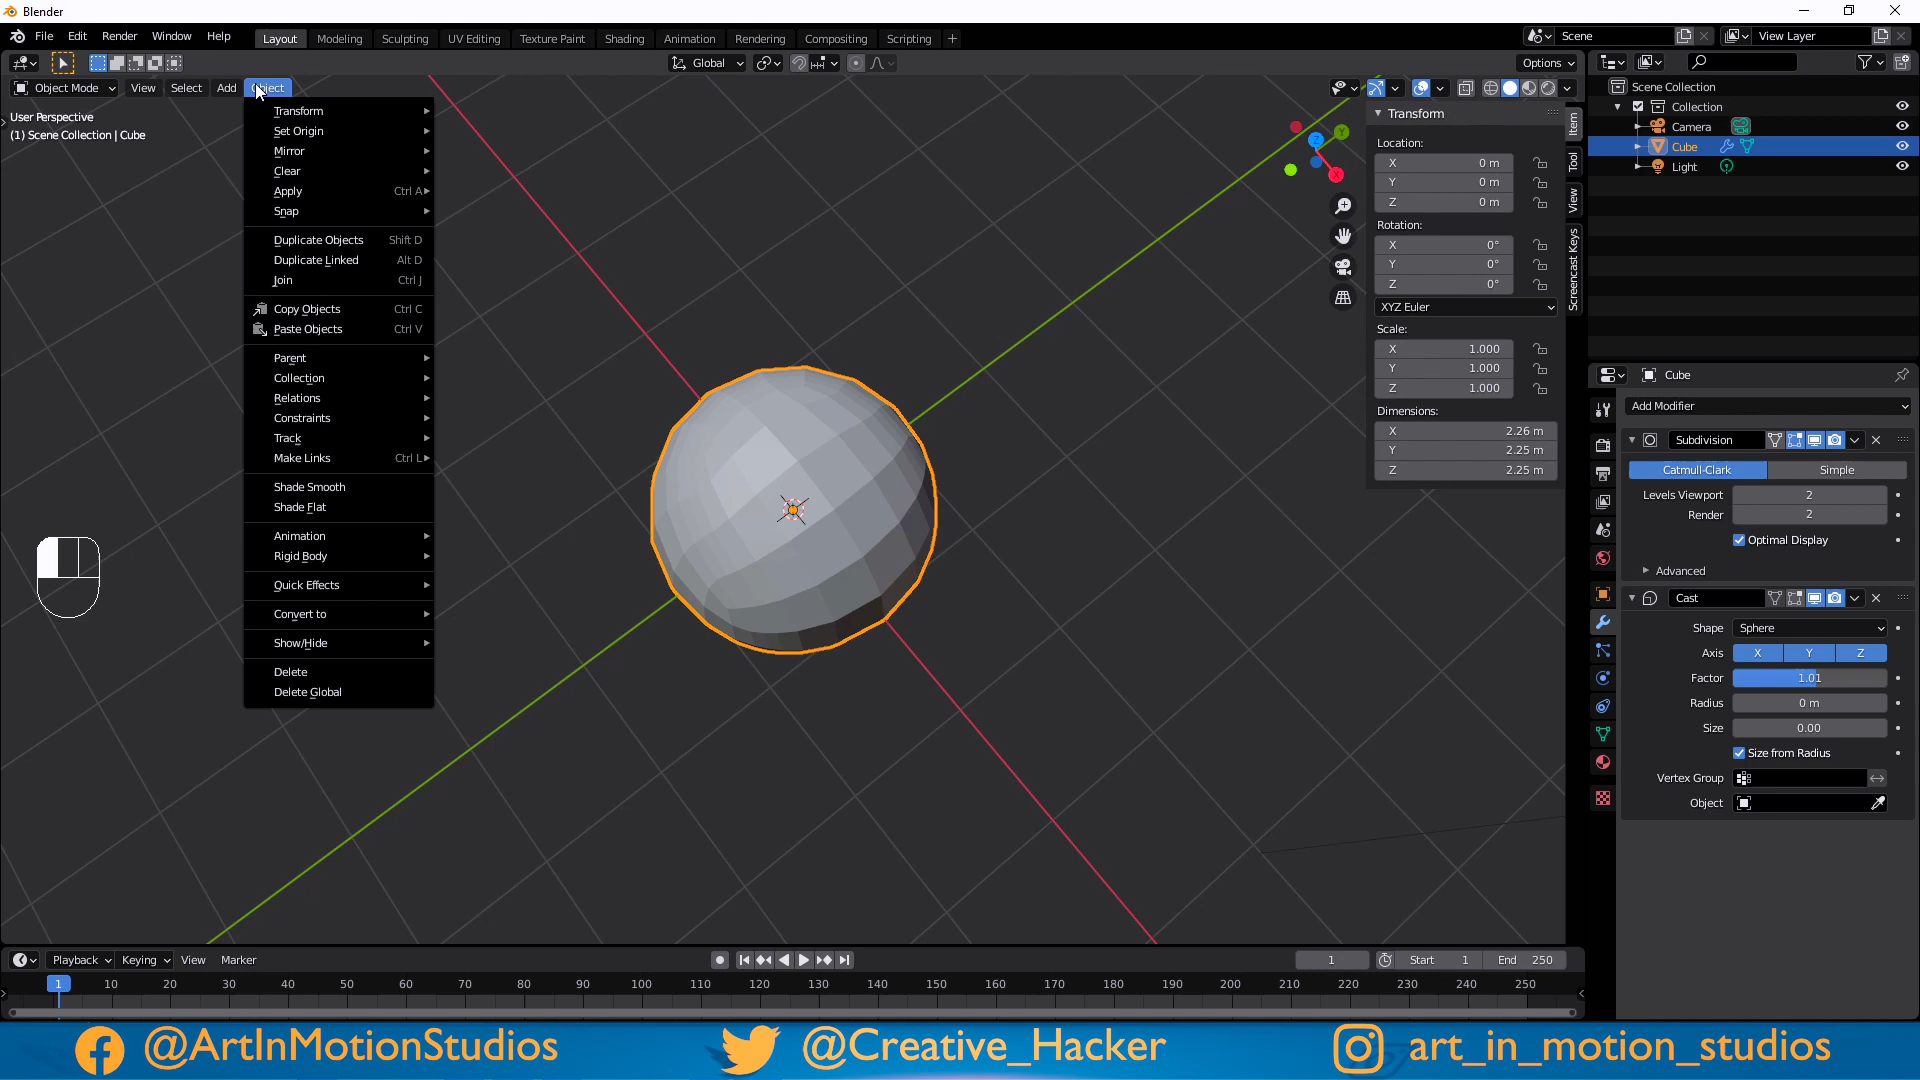 Blender
File Edit Render Window Help Layout Modeling Sculpting UV Editing Texture Paint Shading Animation Rendering Compositing Scripting + Scene View Layer
Global Options
Object Mode View Select Add Object
User Perspective
(1) Scene Collection | Cube
Transform
Set Origin
Mirror
Clear
Apply Ctrl A
Snap
Duplicate Objects Shift D
Duplicate Linked Alt D
Join Ctrl J
Copy Objects Ctrl C
Paste Objects Ctrl V
Parent
Collection
Relations
Constraints
Track
Make Links Ctrl L
Shade Smooth
Shade Flat
Animation
Rigid Body
Quick Effects
Convert to
Show/Hide
Delete
Delete Global
Z
Y
X
Transform
Location:
X 0 m
Y 0 m
Z 0 m
Rotation:
X 0°
Y 0°
Z 0°
XYZ Euler
Scale:
X 1.000
Y 1.000
Z 1.000
Dimensions:
X 2.26 m
Y 2.25 m
Z 2.25 m
Item
Tool
View
Screencast Keys
Scene Collection
Collection
Camera
Cube
Light
Cube
Add Modifier
Subdivision
Catmull-Clark Simple
Levels Viewport 2
Render 2
Optimal Display
Advanced
Cast
Shape Sphere
Axis X Y Z
Factor 1.01
Radius 0 m
Size 0.00
Size from Radius
Vertex Group
Object
Playback Keying View Marker 1 Start 1 End 250
1 10 20 30 40 50 60 70 80 90 100 110 120 130 140 150 160 170 180 190 200 210 220 230 240 250
@ArtInMotionStudios @Creative_Hacker art_in_motion_studios